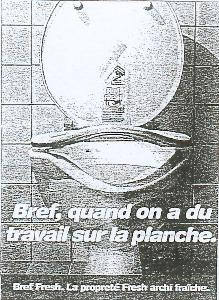 Bref, quand on a du
travail sur la planche.
Bref Fresh. La propreté Fresh archi fraîche.